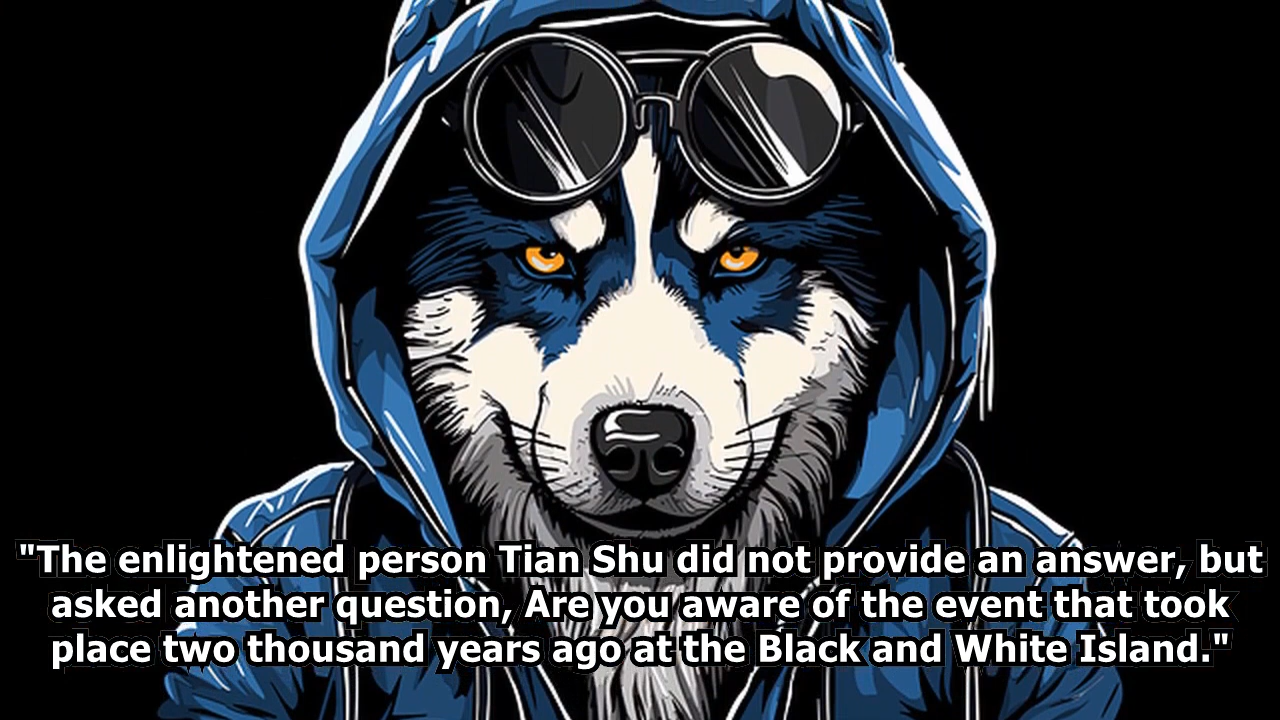 "The enlightened person Tian Shu did not provide an answer, but
asked another question, Are you aware of the event that took
place two thousand years ago at the Black and White Island."